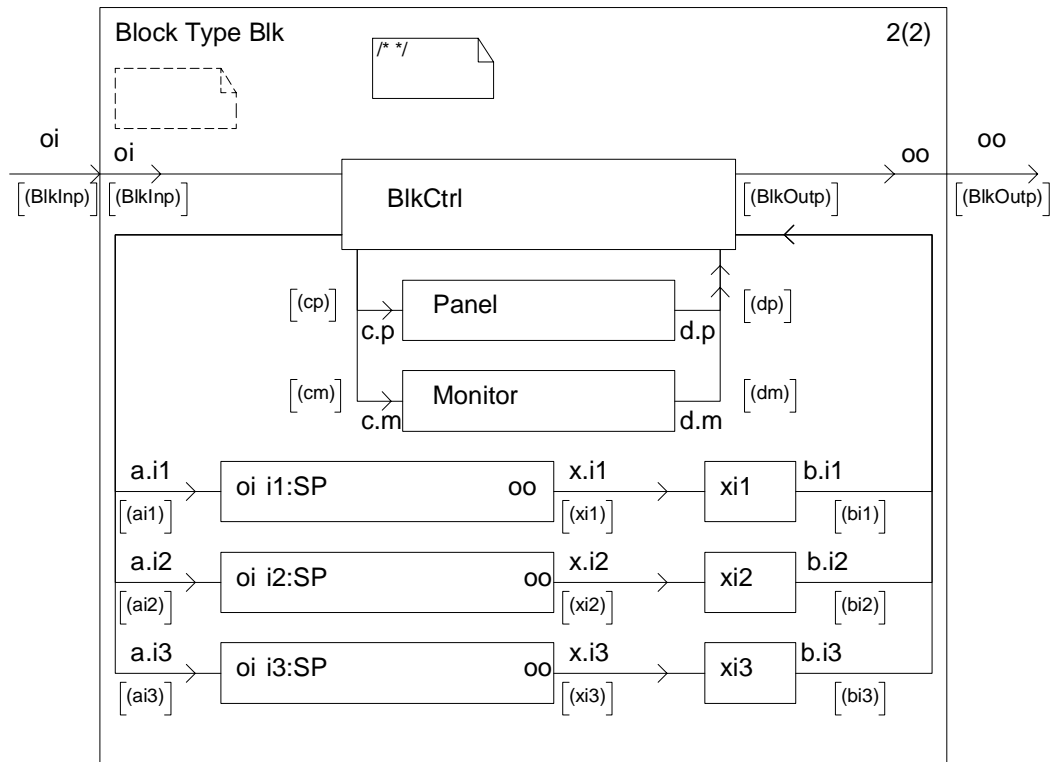 Block Type Blk 2(2)
/* */
oi oi oo oo
[(BlkInp)] [(BlkInp)] BlkCtrl [(BlkOutp)] [(BlkOutp)]
[(cp)] Panel [(dp)]
c.p d.p
[(cm)] Monitor [(dm)]
c.m d.m
a.i1 oi i1:SP oo x.i1 xi1 b.i1
[(ai1)] [(xi1)] [(bi1)]
a.i2 oi i2:SP oo x.i2 xi2 b.i2
[(ai2)] [(xi2)] [(bi2)]
a.i3 oi i3:SP oo x.i3 xi3 b.i3
[(ai3)] [(xi3)] [(bi3)]